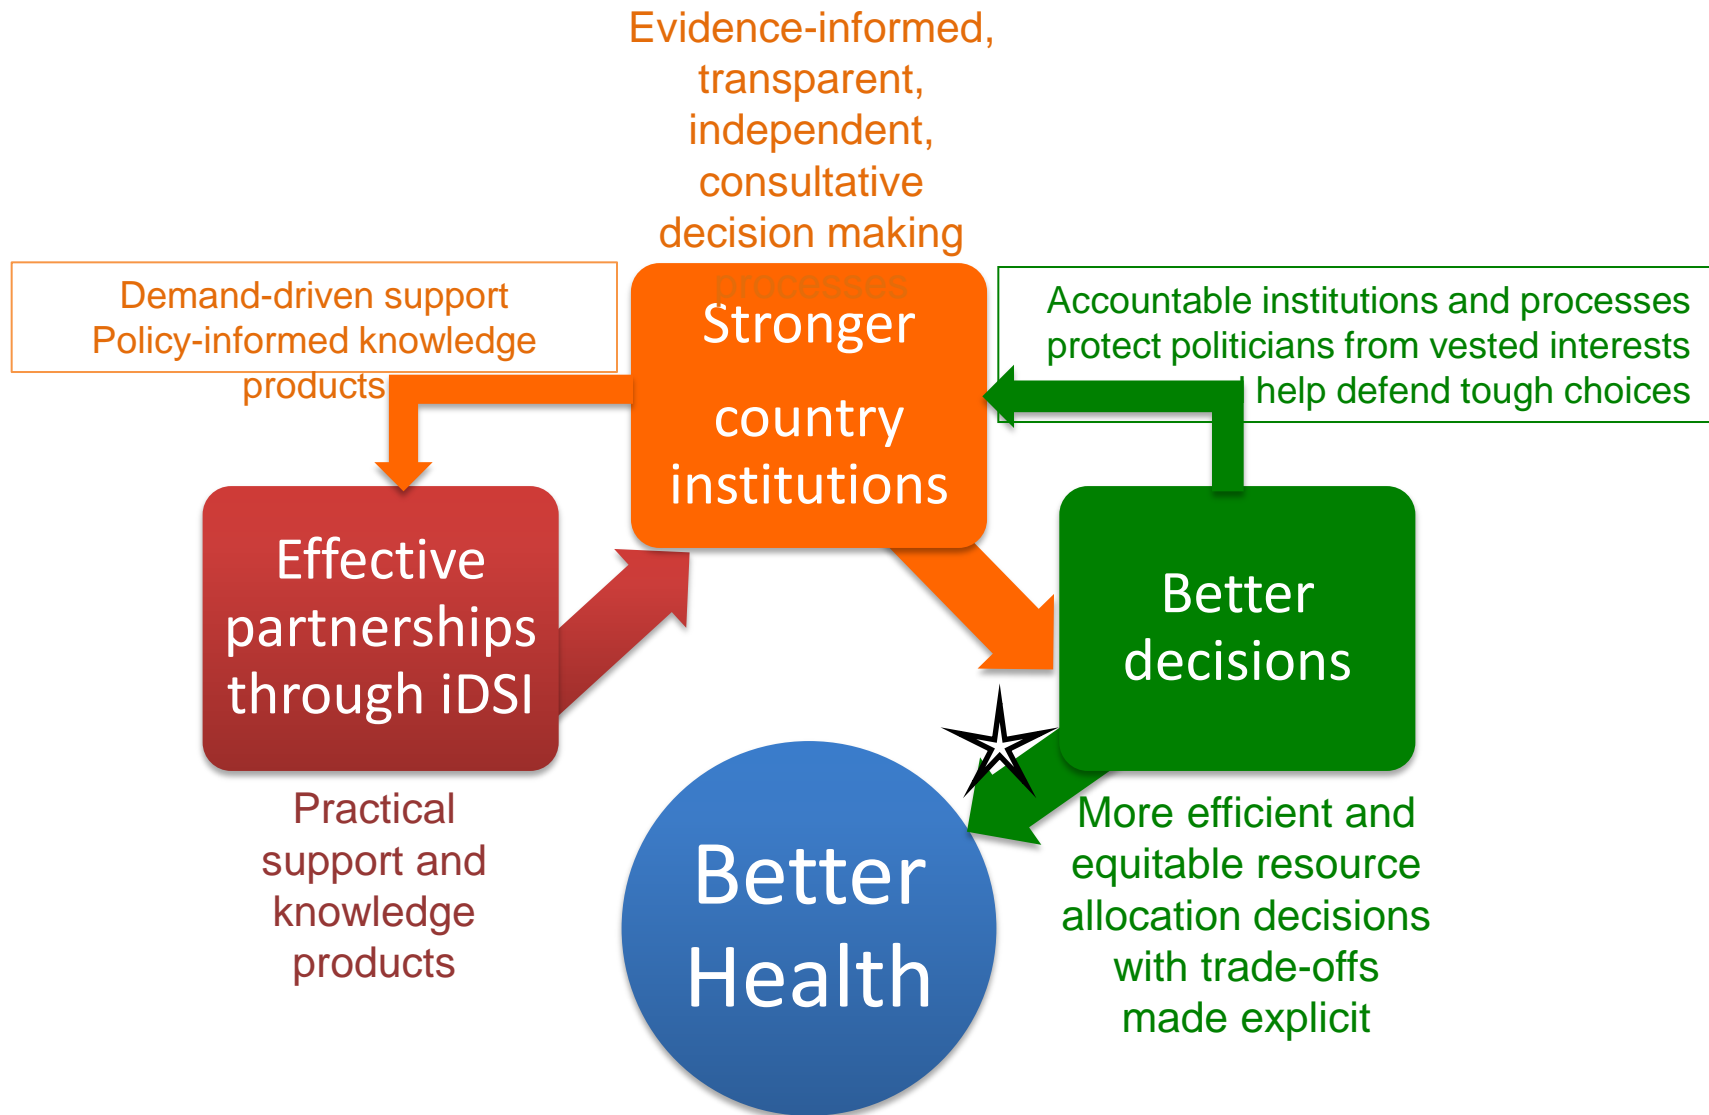 Evidence-informed,
transparent,
independent,
consultative
decision making
processes
Demand-driven support
Policy-informed knowledge
products
Stronger
country
institutions
Accountable institutions and processes
protect politicians from vested interests
help defend tough choices
Effective
partnerships
through iDSI
Better
decisions
Practical
support and
knowledge
products
Better
Health
More efficient and
equitable resource
allocation decisions
with trade-offs
made explicit